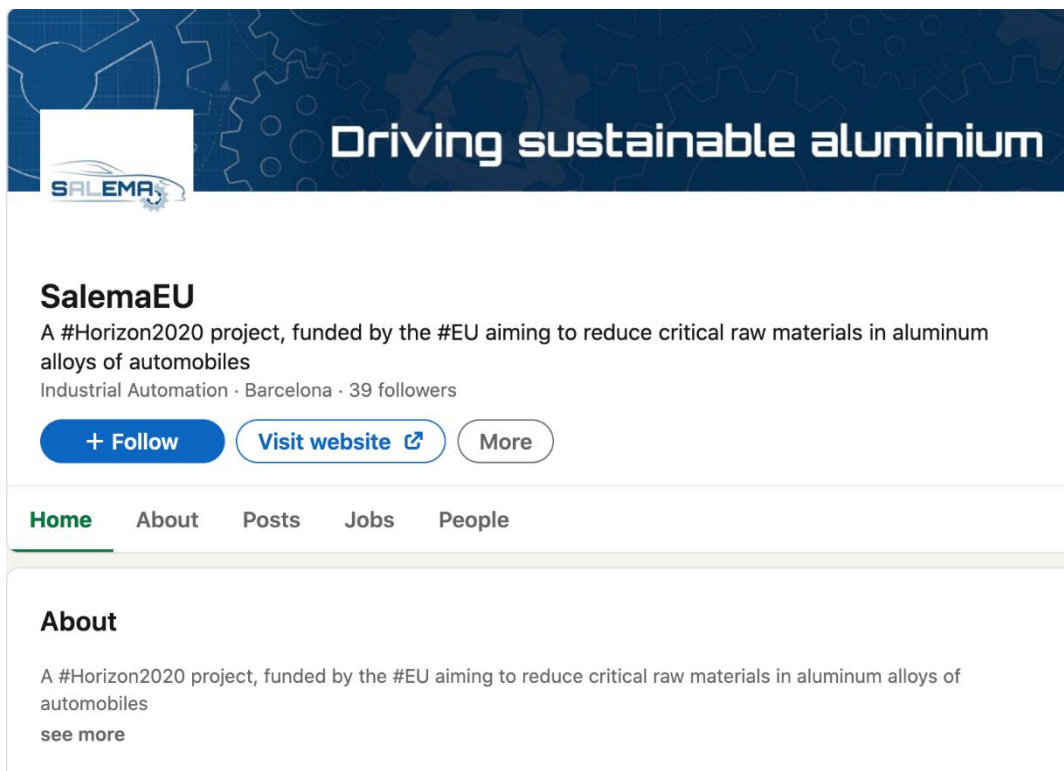 Driving sustainable aluminium
SALEMA
SalemaEU
A #Horizon2020 project, funded by the #EU aiming to reduce critical raw materials in aluminum
alloys of automobiles
Industrial Automation · Barcelona · 39 followers
+ Follow
Visit website
More
Home About Posts Jobs People
About
A #Horizon2020 project, funded by the #EU aiming to reduce critical raw materials in aluminum alloys of
automobiles
see more